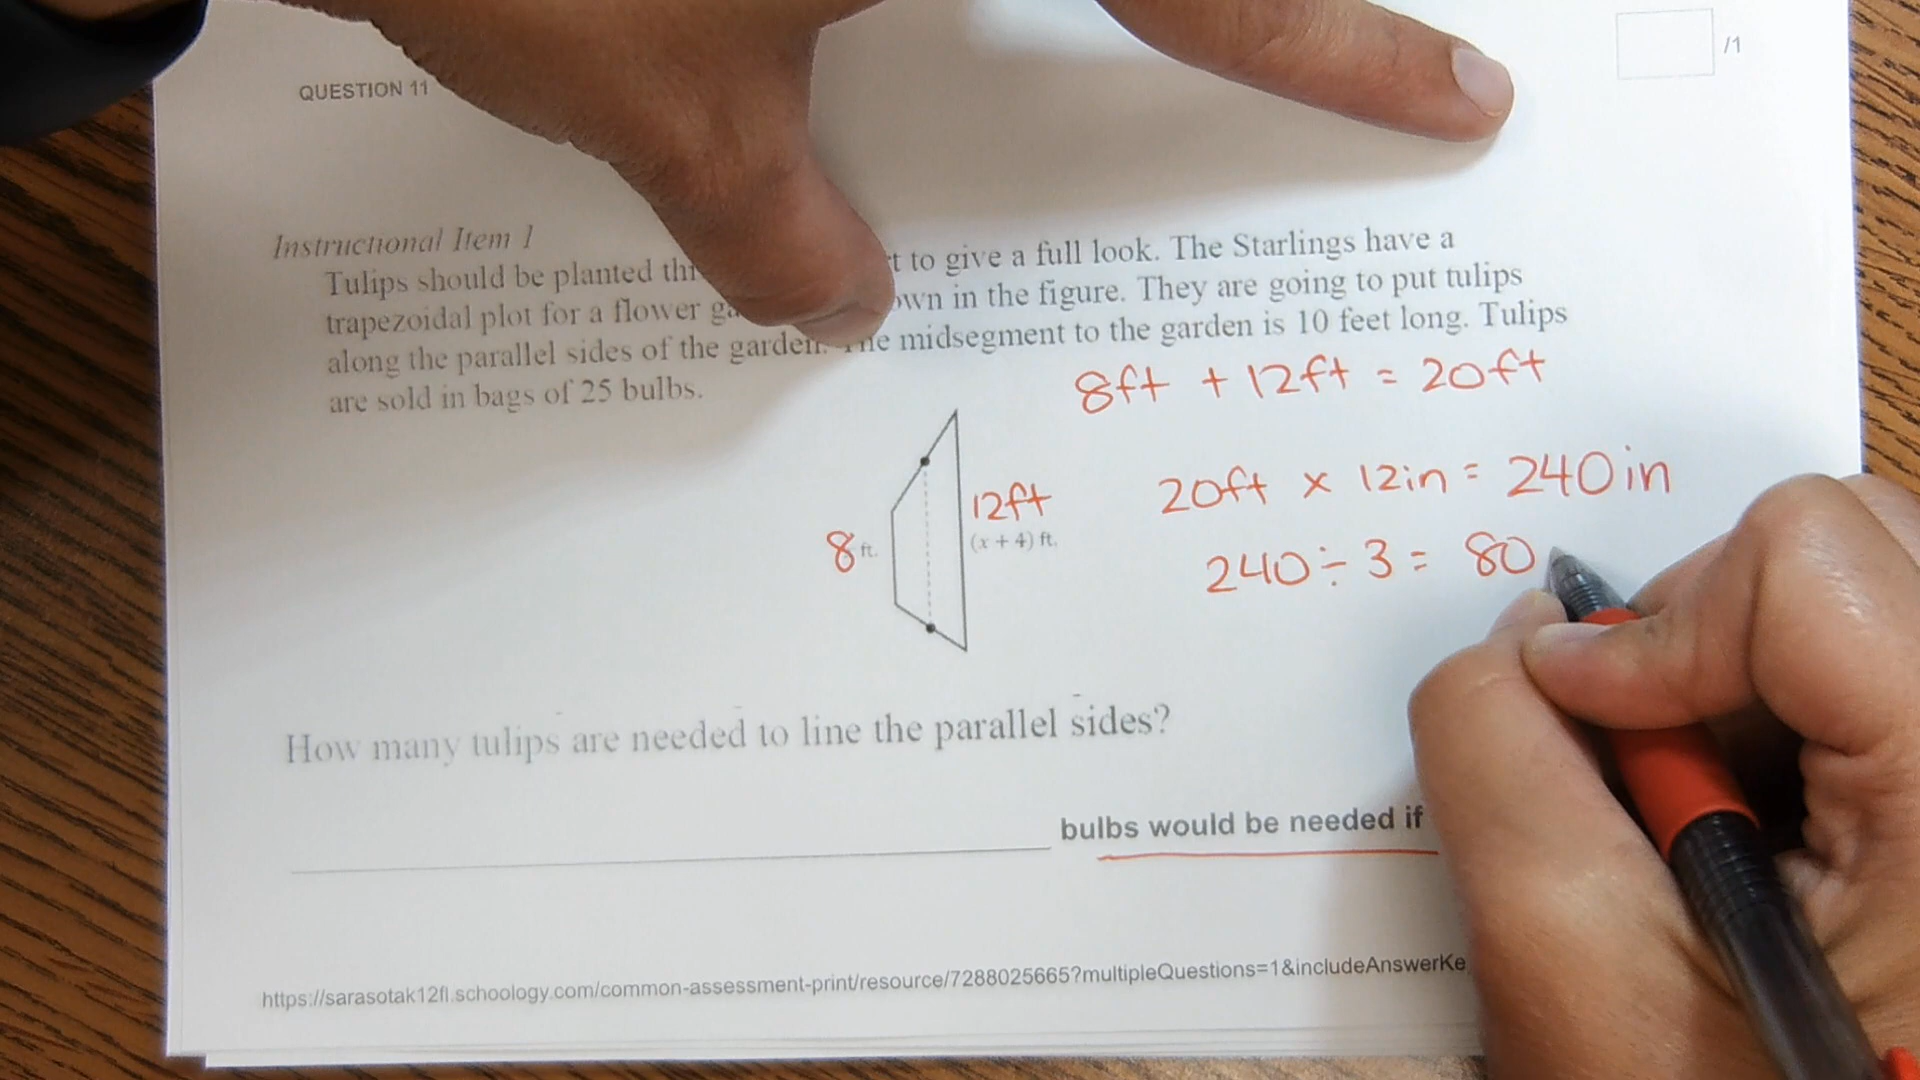 /1
QUESTION 11
Instructional Item 1
Tulips should be planted to give a full look. The Starlings have a
trapezoidal plot for a flower in the figure. They are going to put tulips
along the parallel sides of the garden. midsegment to the garden is 10 feet long. Tulips
are sold in bags of 25 bulbs.
8ft + 12ft = 20ft
20ft x 12in = 240in
12ft
8 ft.
(x + 4) ft.
240 ÷ 3 = 80
How many tulips are needed to line the parallel sides?
bulbs would be needed if
https://sarasotak12fl.schoology.com/common-assessment-print/resource/7288025665?multipleQuestions=1&includeAnswerKe